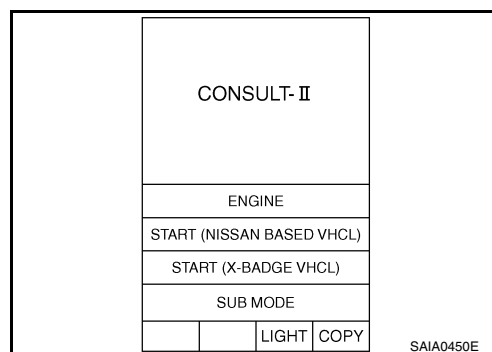 CONSULT-II
ENGINE
START (NISSAN BASED VHCL)
START (X-BADGE VHCL)
SUB MODE
LIGHT COPY
SAIA0450E